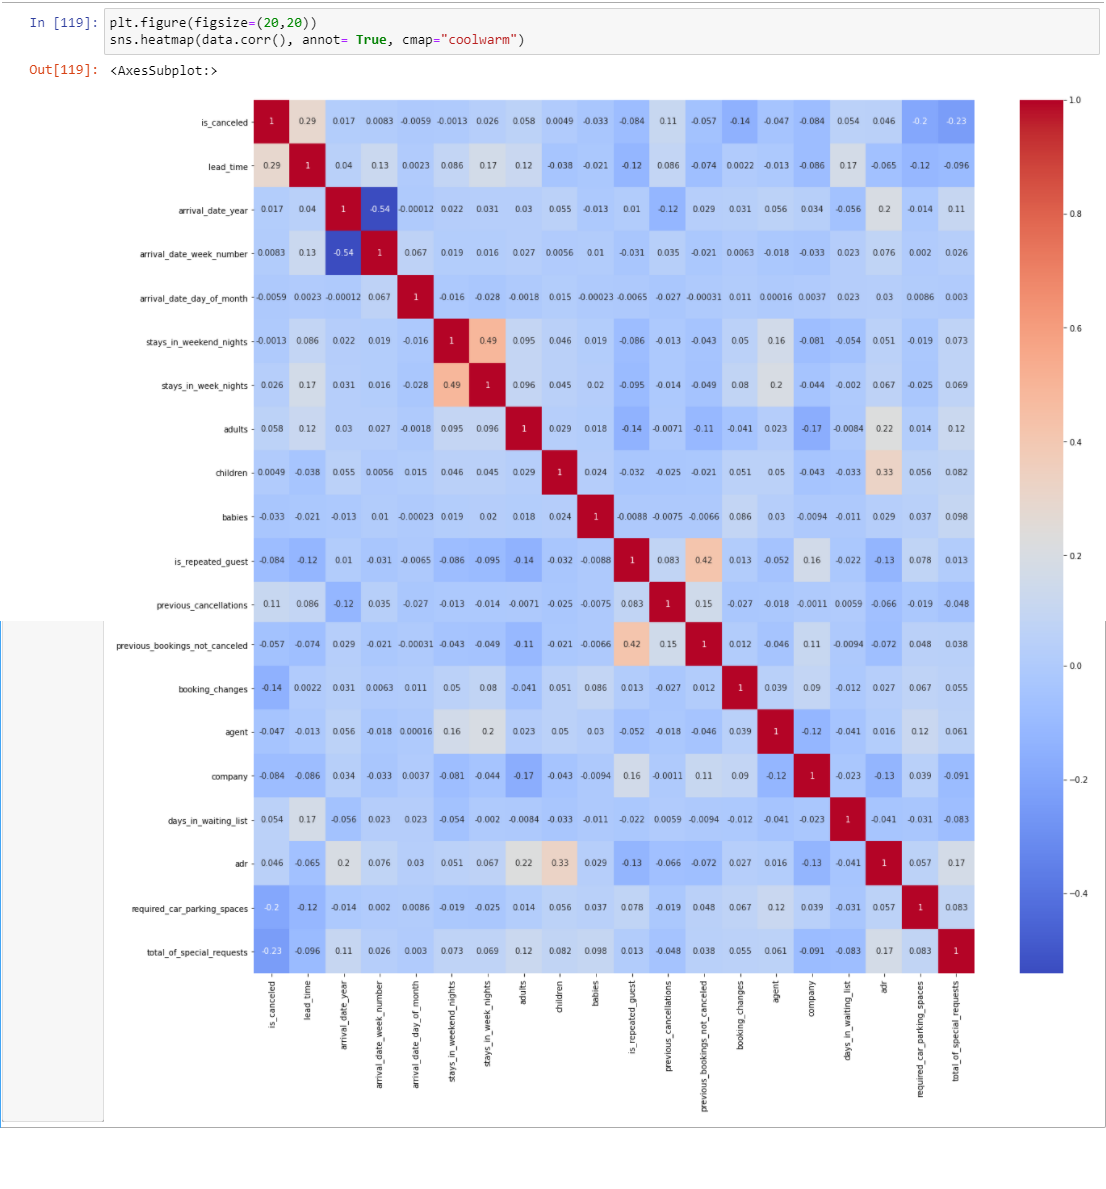 In [119]: plt.figure(figsize=(20,20))
sns.heatmap(data.corr(), annot= True, cmap="coolwarm")
Out[119]: <AxesSubplot:>
is_canceled 1 0.29 0.017 0.0083 -0.0059 -0.0013 0.026 0.058 0.0049 -0.033 -0.084 0.11 -0.057 -0.14 -0.047 -0.084 0.054 0.046 -0.2 -0.23
lead_time 0.29 1 0.04 0.13 0.0023 0.086 0.17 0.12 -0.038 -0.021 -0.12 0.086 -0.074 0.0022 -0.013 -0.086 0.17 -0.065 -0.12 -0.096
arrival_date_year 0.017 0.04 1 -0.54 -0.00012 0.022 0.031 0.03 0.055 -0.013 0.01 -0.12 0.029 0.031 0.056 0.034 -0.056 0.2 -0.014 0.11
arrival_date_week_number 0.0083 0.13 -0.54 1 0.067 0.019 0.016 0.027 0.0056 0.01 -0.031 0.035 -0.021 0.0063 -0.018 -0.033 0.023 0.076 0.002 0.026
arrival_date_day_of_month -0.0059 0.0023 -0.00012 0.067 1 -0.016 -0.028 -0.0018 0.015 -0.00023 -0.0065 -0.027 -0.00031 0.011 0.00016 0.0037 0.023 0.03 0.0086 0.003
stays_in_weekend_nights -0.0013 0.086 0.022 0.019 -0.016 1 0.49 0.095 0.046 0.019 -0.086 -0.013 -0.043 0.05 0.16 -0.081 -0.054 0.051 -0.019 0.073
stays_in_week_nights 0.026 0.17 0.031 0.016 -0.028 0.49 1 0.096 0.045 0.02 -0.095 -0.014 -0.049 0.08 0.2 -0.044 -0.002 0.067 -0.025 0.069
adults 0.058 0.12 0.03 0.027 -0.0018 0.095 0.096 1 0.029 0.018 -0.14 -0.0071 -0.11 -0.041 0.023 -0.17 -0.0084 0.22 0.014 0.12
children 0.0049 -0.038 0.055 0.0056 0.015 0.046 0.045 0.029 1 0.024 -0.032 -0.025 -0.021 0.051 0.05 -0.043 -0.033 0.33 0.056 0.082
babies -0.033 -0.021 -0.013 0.01 -0.00023 0.019 0.02 0.018 0.024 1 -0.0088 -0.0075 -0.0066 0.086 0.03 -0.0094 -0.011 0.029 0.037 0.098
is_repeated_guest -0.084 -0.12 0.01 -0.031 -0.0065 -0.086 -0.095 -0.14 -0.032 -0.0088 1 0.083 0.42 0.013 -0.052 0.16 -0.022 -0.13 0.078 0.013
previous_cancellations 0.11 0.086 -0.12 0.035 -0.027 -0.013 -0.014 -0.0071 -0.025 -0.0075 0.083 1 0.15 -0.027 -0.018 -0.0011 0.0059 -0.066 -0.019 -0.048
previous_bookings_not_canceled -0.057 -0.074 0.029 -0.021 -0.00031 -0.043 -0.049 -0.11 -0.021 -0.0066 0.42 0.15 1 0.012 -0.046 0.11 -0.0094 -0.072 0.048 0.038
booking_changes -0.14 0.0022 0.031 0.0063 0.011 0.05 0.08 -0.041 0.051 0.086 0.013 -0.027 0.012 1 0.039 0.09 -0.012 0.027 0.067 0.055
agent -0.047 -0.013 0.056 -0.018 0.00016 0.16 0.2 0.023 0.05 0.03 -0.052 -0.018 -0.046 0.039 1 -0.12 -0.041 0.016 0.12 0.061
company -0.084 -0.086 0.034 -0.033 0.0037 -0.081 -0.044 -0.17 -0.043 -0.0094 0.16 -0.0011 0.11 0.09 -0.12 1 -0.023 -0.13 0.039 -0.091
days_in_waiting_list 0.054 0.17 -0.056 0.023 0.023 -0.054 -0.002 -0.0084 -0.033 -0.011 -0.022 0.0059 -0.0094 -0.012 -0.041 -0.023 1 -0.041 -0.031 -0.083
adr 0.046 -0.065 0.2 0.076 0.03 0.051 0.067 0.22 0.33 0.029 -0.13 -0.066 -0.072 0.027 0.016 -0.13 -0.041 1 0.057 0.17
required_car_parking_spaces -0.2 -0.12 -0.014 0.002 0.0086 -0.019 -0.025 0.014 0.056 0.037 0.078 -0.019 0.048 0.067 0.12 0.039 -0.031 0.057 1 0.083
total_of_special_requests -0.23 -0.096 0.11 0.026 0.003 0.073 0.069 0.12 0.082 0.098 0.013 -0.048 0.038 0.055 0.061 -0.091 -0.083 0.17 0.083 1
is_canceled
lead_time
arrival_date_year
arrival_date_week_number
arrival_date_day_of_month
stays_in_weekend_nights
stays_in_week_nights
adults
children
babies
is_repeated_guest
previous_cancellations
previous_bookings_not_canceled
booking_changes
agent
company
days_in_waiting_list
adr
required_car_parking_spaces
total_of_special_requests
1.0
0.8
0.6
0.4
0.2
0.0
−0.2
−0.4